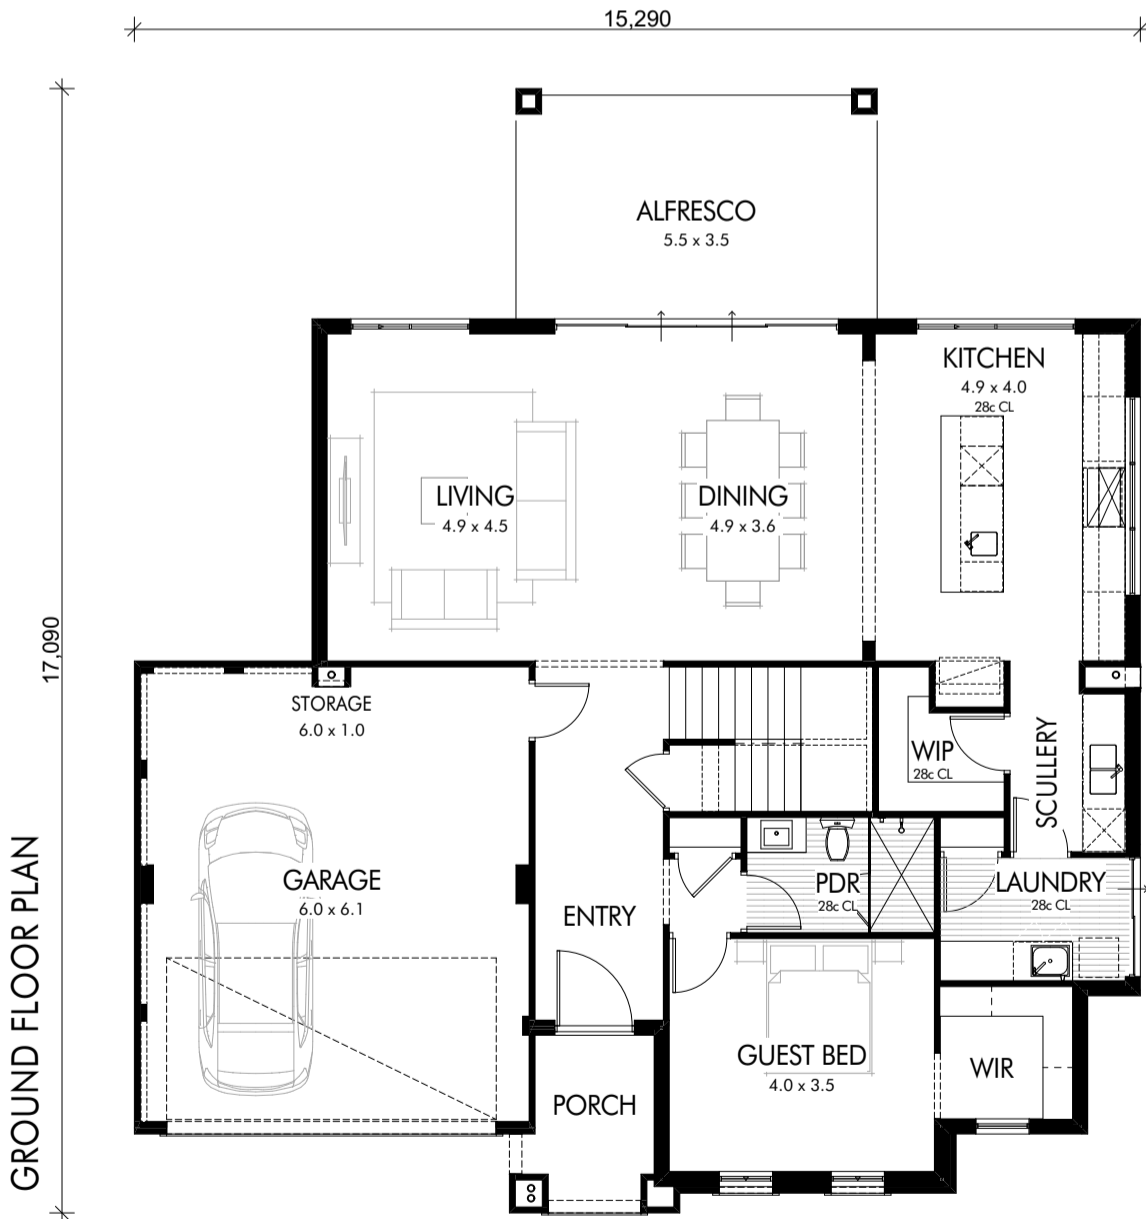 15,290
17,090
ALFRESCO
5.5 x 3.5
KITCHEN
4.9 x 4.0
28c CL
LIVING
4.9 x 4.5
DINING
4.9 x 3.6
STORAGE
6.0 x 1.0
WIP
28c CL
SCULLERY
GARAGE
6.0 x 6.1
ENTRY
PDR
28c CL
LAUNDRY
28c CL
GUEST BED
4.0 x 3.5
WIR
PORCH
GROUND FLOOR PLAN